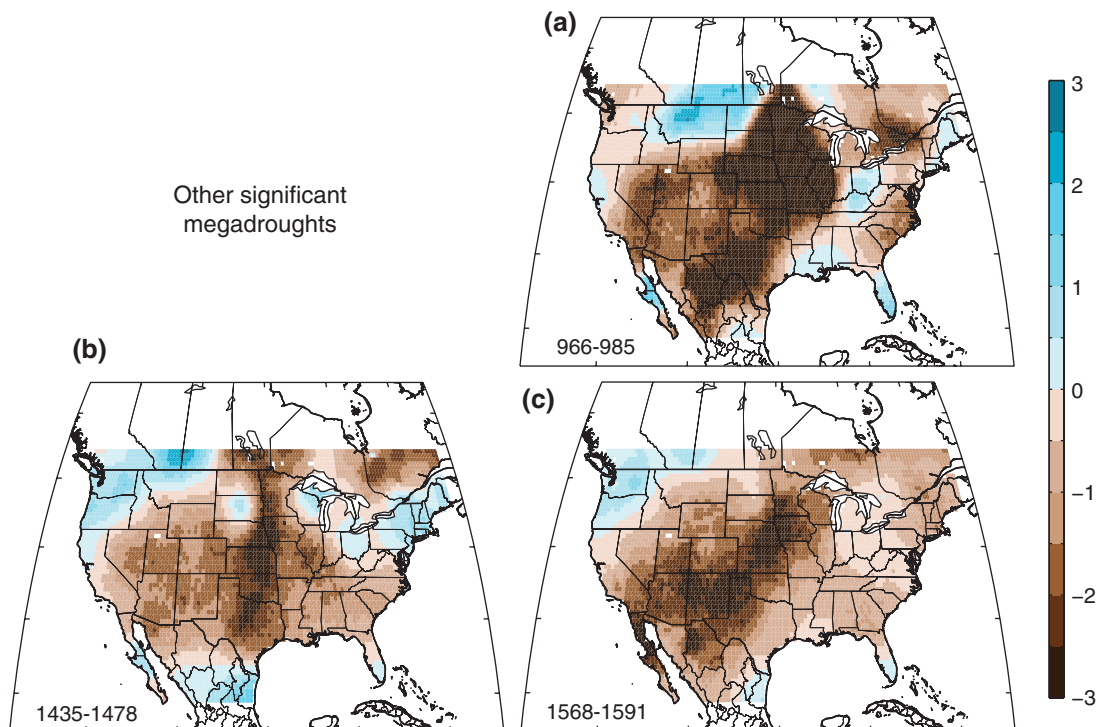 (a)
Other significant
megadroughts
966-985
(b)
1435-1478
(c)
1568-1591
3
2
1
0
−1
−2
−3